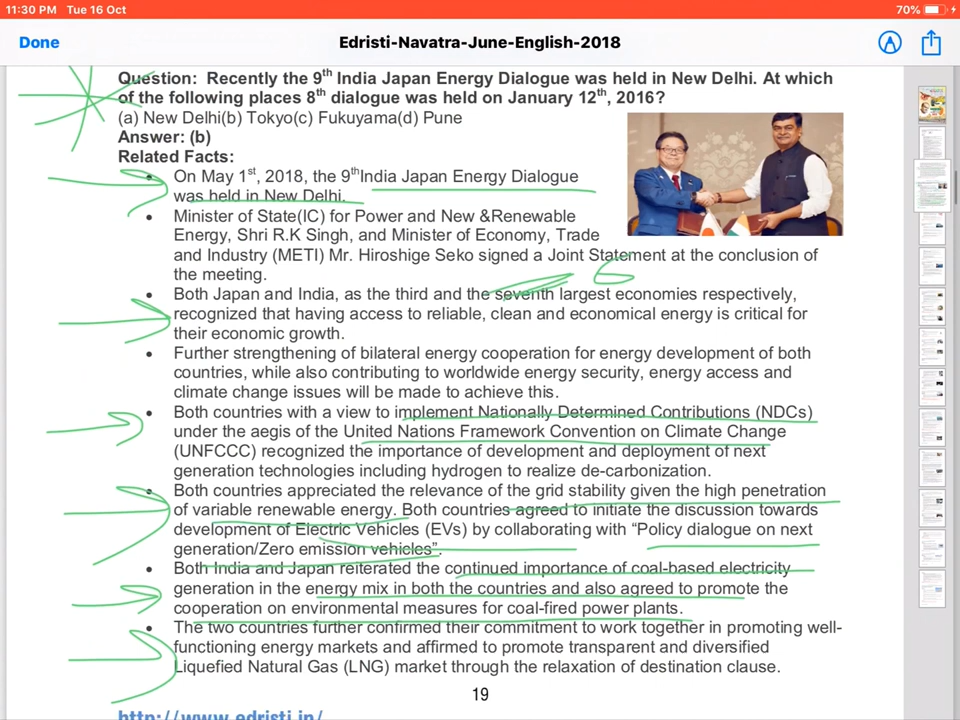 11:30 PM Tue 16 Oct 70%
Done Edristi-Navatra-June-English-2018
Question: Recently the 9th India Japan Energy Dialogue was held in New Delhi. At which
of the following places 8th dialogue was held on January 12th, 2016?
(a) New Delhi(b) Tokyo(c) Fukuyama(d) Pune
Answer: (b)
Related Facts:
• On May 1st, 2018, the 9thIndia Japan Energy Dialogue
was held in New Delhi.
• Minister of State(IC) for Power and New &Renewable
Energy, Shri R.K Singh, and Minister of Economy, Trade
and Industry (METI) Mr. Hiroshige Seko signed a Joint Statement at the conclusion of
the meeting.
6
• Both Japan and India, as the third and the seventh largest economies respectively,
recognized that having access to reliable, clean and economical energy is critical for
their economic growth.
• Further strengthening of bilateral energy cooperation for energy development of both
countries, while also contributing to worldwide energy security, energy access and
climate change issues will be made to achieve this.
• Both countries with a view to implement Nationally Determined Contributions (NDCs)
under the aegis of the United Nations Framework Convention on Climate Change
(UNFCCC) recognized the importance of development and deployment of next
generation technologies including hydrogen to realize de-carbonization.
• Both countries appreciated the relevance of the grid stability given the high penetration
of variable renewable energy. Both countries agreed to initiate the discussion towards
development of Electric Vehicles (EVs) by collaborating with “Policy dialogue on next
generation/Zero emission vehicles”.
• Both India and Japan reiterated the continued importance of coal-based electricity
generation in the energy mix in both the countries and also agreed to promote the
cooperation on environmental measures for coal-fired power plants.
• The two countries further confirmed their commitment to work together in promoting well-
functioning energy markets and affirmed to promote transparent and diversified
Liquefied Natural Gas (LNG) market through the relaxation of destination clause.
19
http://www.edristi.in/